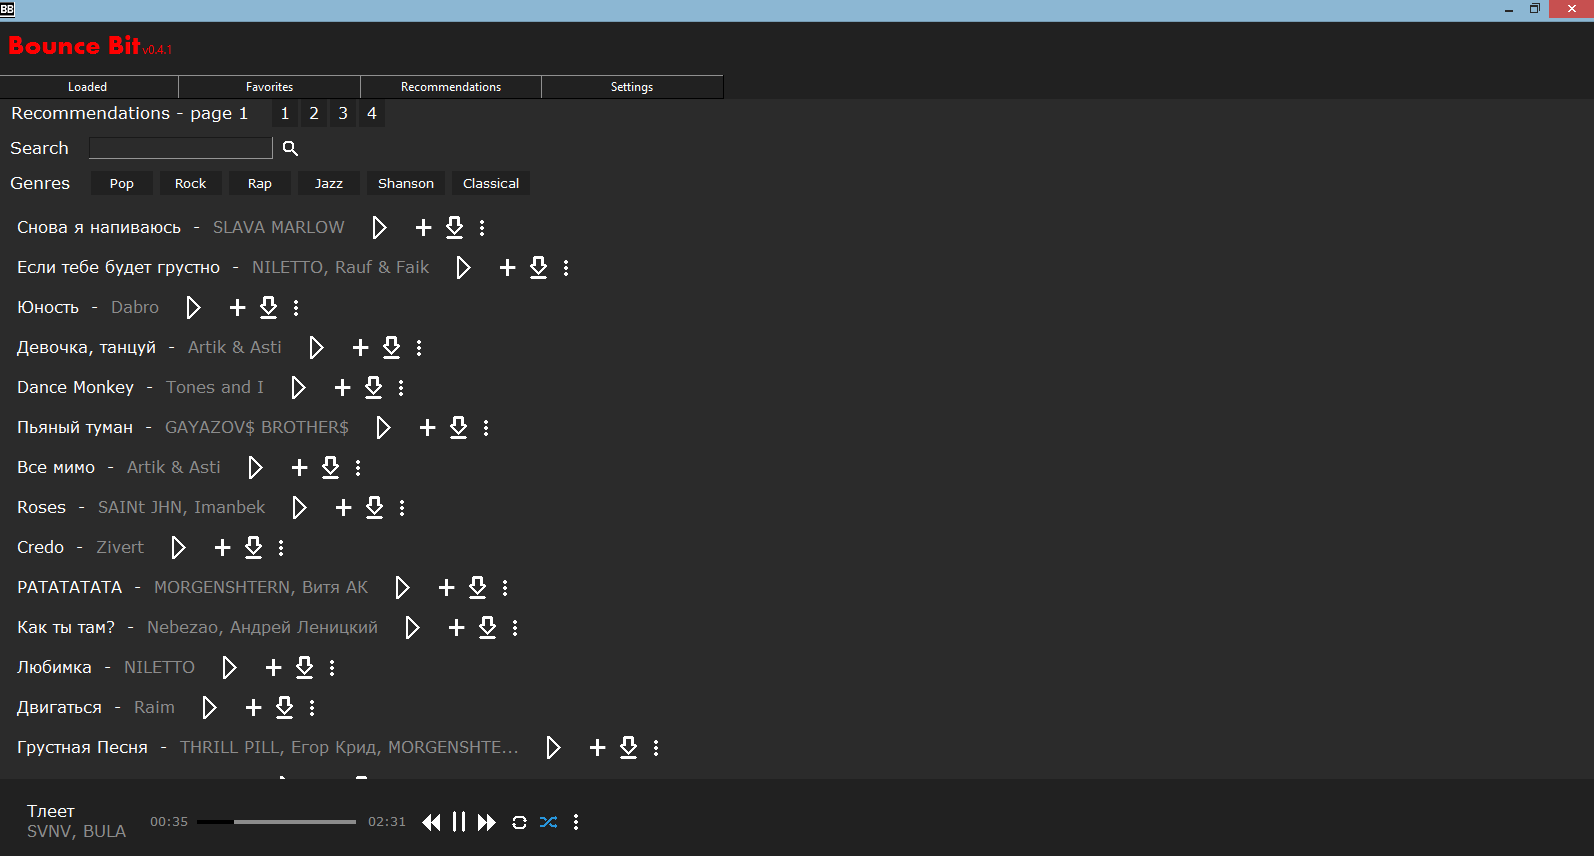 BB
Bounce Bit v0.4.1
Loaded Favorites Recommendations Settings
Recommendations - page 1 1 2 3 4
Search
Genres Pop Rock Rap Jazz Shanson Classical
Снова я напиваюсь - SLAVA MARLOW
Если тебе будет грустно - NILETTO, Rauf & Faik
Юность - Dabro
Девочка, танцуй - Artik & Asti
Dance Monkey - Tones and I
Пьяный туман - GAYAZOV$ BROTHER$
Все мимо - Artik & Asti
Roses - SAINt JHN, Imanbek
Credo - Zivert
РАТАТАТАТА - MORGENSHTERN, Витя АК
Как ты там? - Nebezao, Андрей Леницкий
Любимка - NILETTO
Двигаться - Raim
Грустная Песня - THRILL PILL, Егор Крид, MORGENSHTE...
Тлеет
SVNV, BULA
00:35 02:31